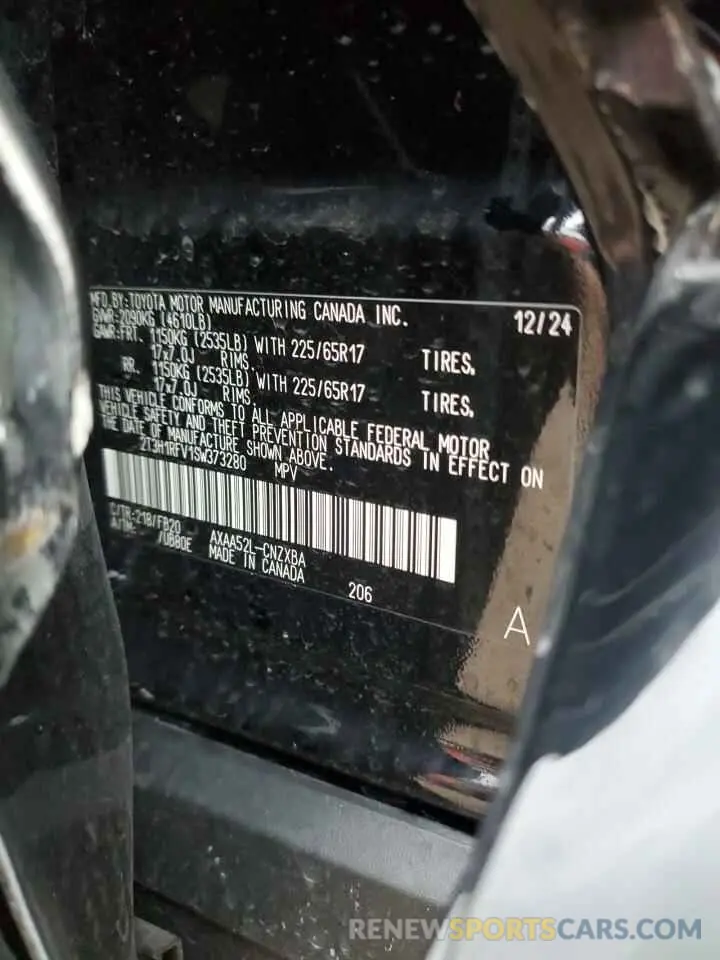 MFD.BY:TOYOTA MOTOR MANUFACTURING CANADA INC. 12/24
GVWR:2090KG (4610LB)
GAWR:FRT. 1150KG (2535LB) WITH 225/65R17 TIRES,
17x7.0J RIMS,
RR. 1150KG (2535LB) WITH 225/65R17 TIRES,
17x7.0J RIMS.
THIS VEHICLE CONFORMS TO ALL APPLICABLE FEDERAL MOTOR
VEHICLE SAFETY AND THEFT PREVENTION STANDARDS IN EFFECT ON
THE DATE OF MANUFACTURE SHOWN ABOVE.
2T3H1RFV1SW373280 MPV
C/TR:218/FB20 AXAA52L-CNZXBA
MADE IN CANADA
206
A
RENEWSPORTSCARS.COM